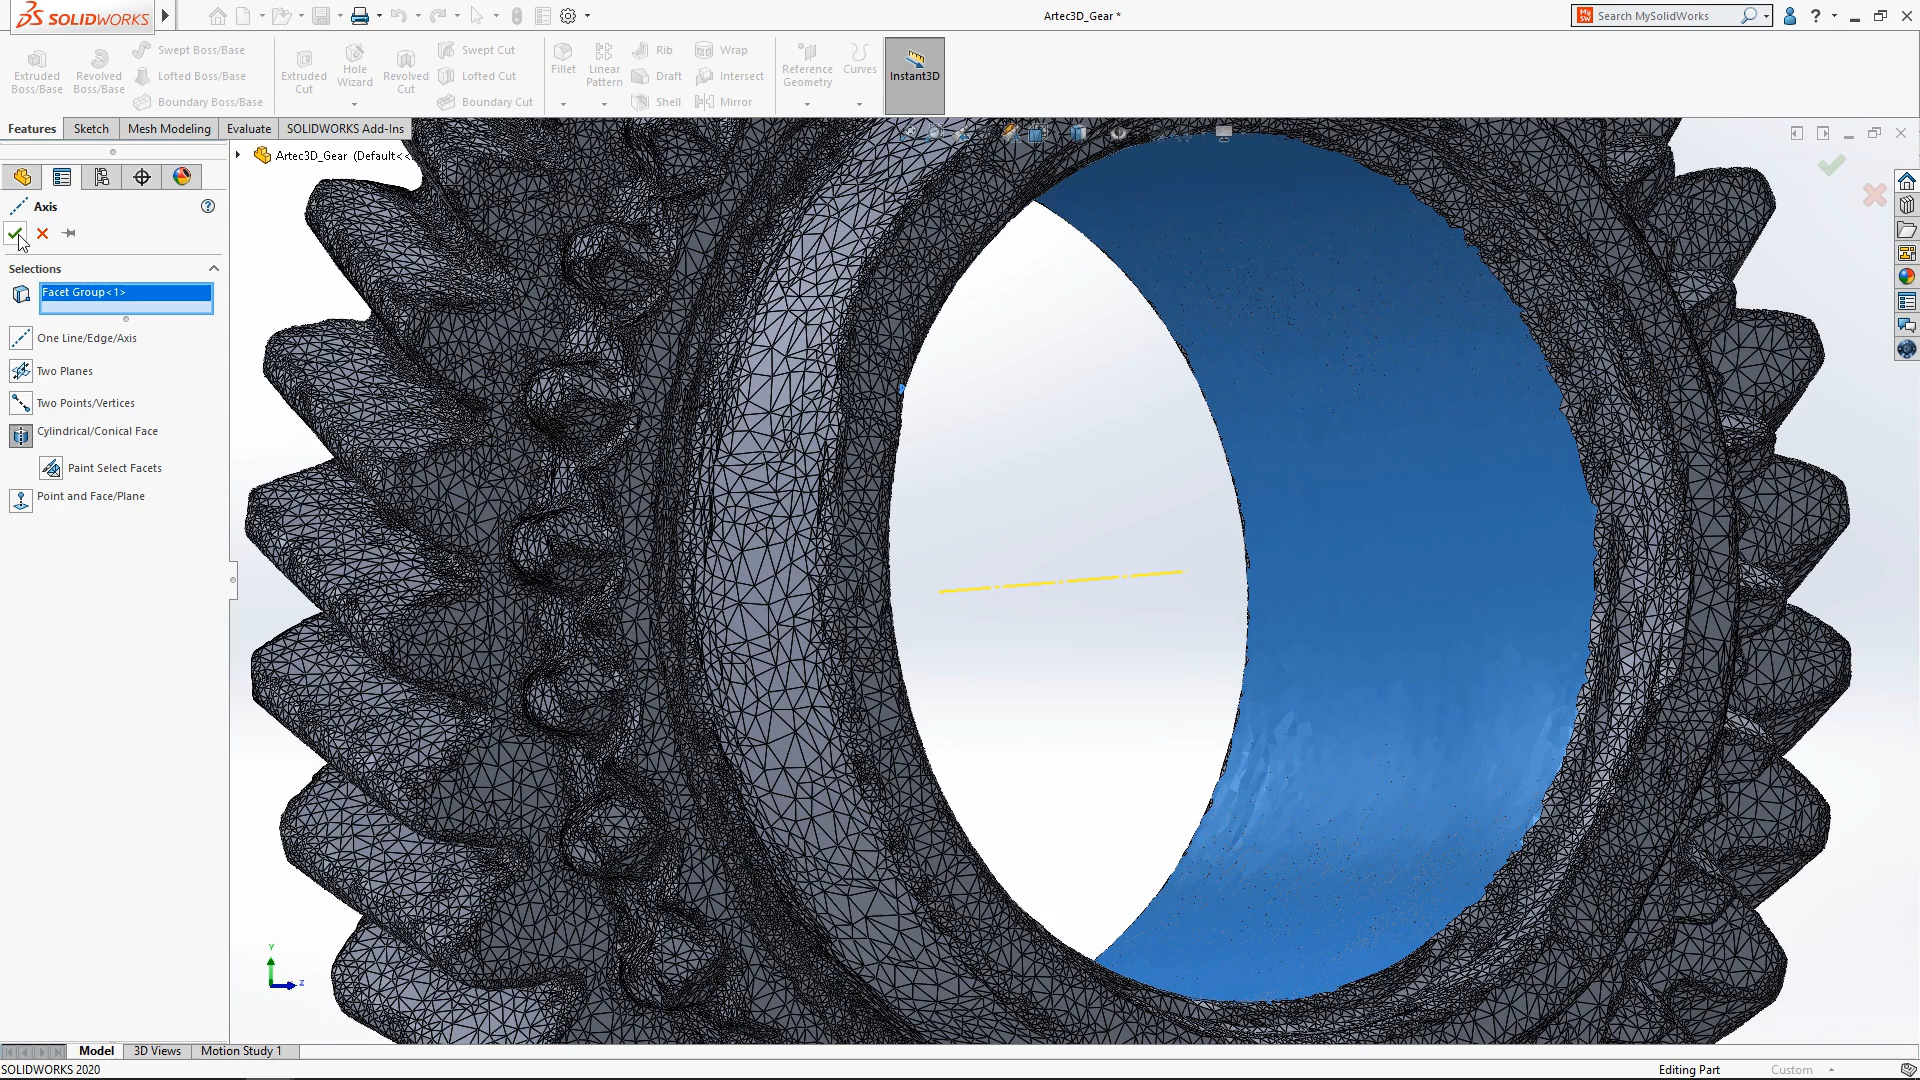 SOLIDWORKS
Artec3D_Gear *
Search MySolidWorks
Extruded Boss/Base
Revolved Boss/Base
Swept Boss/Base
Lofted Boss/Base
Boundary Boss/Base
Extruded Cut
Hole Wizard
Revolved Cut
Swept Cut
Lofted Cut
Boundary Cut
Fillet
Linear Pattern
Rib
Draft
Shell
Wrap
Intersect
Mirror
Reference Geometry
Curves
Instant3D
Features
Sketch
Mesh Modeling
Evaluate
SOLIDWORKS Add-Ins
Artec3D_Gear (Default<<
Axis
Selections
Facet Group<1>
One Line/Edge/Axis
Two Planes
Two Points/Vertices
Cylindrical/Conical Face
Paint Select Facets
Point and Face/Plane
Y
Z
Model
3D Views
Motion Study 1
SOLIDWORKS 2020
Editing Part
Custom